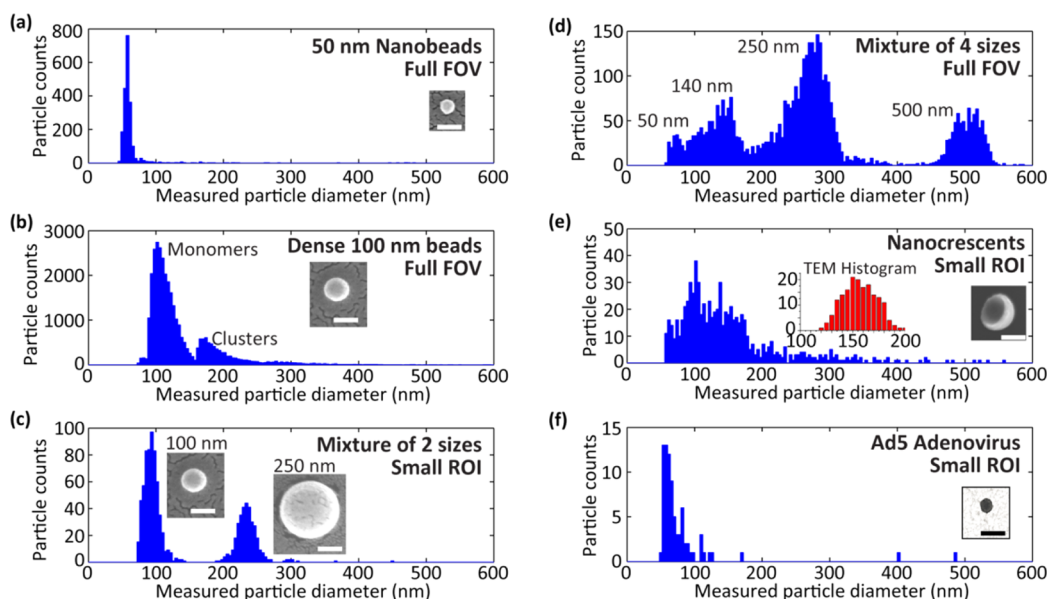 (a)
50 nm Nanobeads
Full FOV
Particle counts
800
600
400
200
0
0 100 200 300 400 500 600
Measured particle diameter (nm)
(b)
Dense 100 nm beads
Full FOV
Monomers
Clusters
Particle counts
3000
2000
1000
0
0 100 200 300 400 500 600
Measured particle diameter (nm)
(c)
Mixture of 2 sizes
Small ROI
100 nm
250 nm
Particle counts
100
80
60
40
20
0
0 100 200 300 400 500 600
Measured particle diameter (nm)
(d)
Mixture of 4 sizes
Full FOV
50 nm
140 nm
250 nm
500 nm
Particle counts
150
100
50
0
0 100 200 300 400 500 600
Measured particle diameter (nm)
(e)
Nanocrescents
Small ROI
TEM Histogram
20
10
0
100 150 200
Particle counts
50
40
30
20
10
0
0 100 200 300 400 500 600
Measured particle diameter (nm)
(f)
Ad5 Adenovirus
Small ROI
Particle counts
15
10
5
0
0 100 200 300 400 500 600
Measured particle diameter (nm)